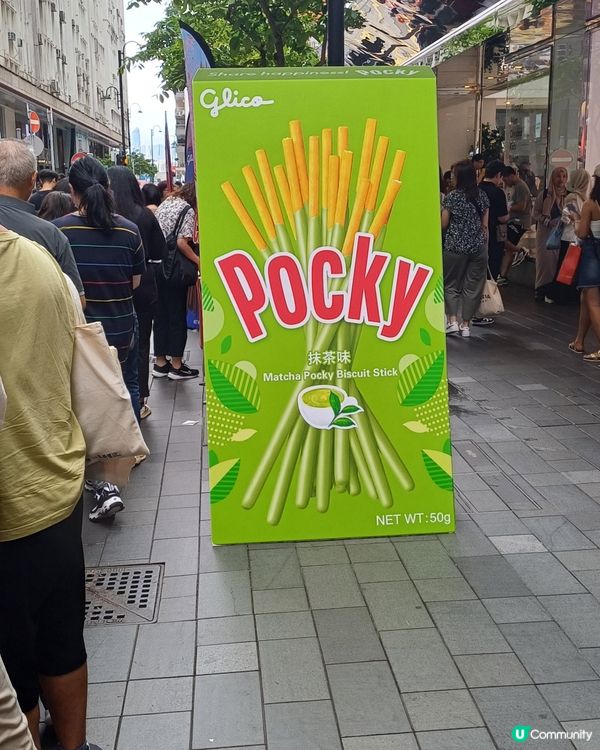 Share happiness! Pocky
Glico
Pocky
抹茶味
Matcha Pocky Biscuit Stick
NET WT:50g
U Community